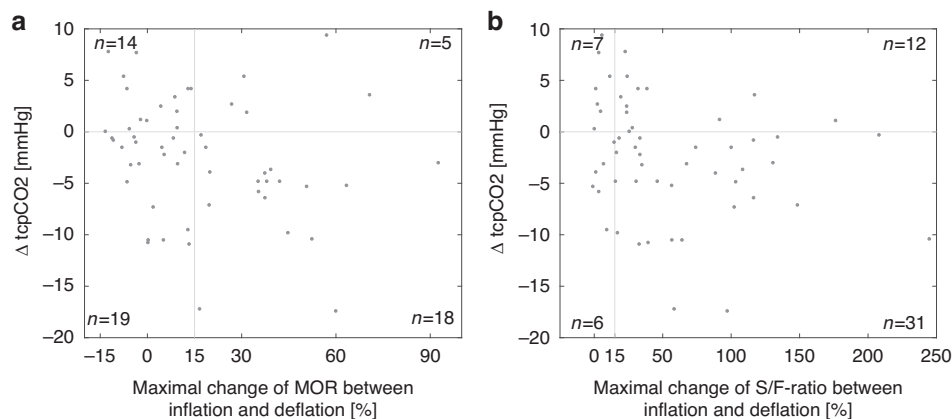 a
b
n=14
n=5
n=7
n=12
10
5
0
−5
−10
−15
−20
Δ tcpCO2 [mmHg]
n=19
n=18
−15 0 15 30 45 60 75 90
Maximal change of MOR between
inflation and deflation [%]
10
5
0
−5
−10
−15
−20
Δ tcpCO2 [mmHg]
n=6
n=31
0 15 50 100 150 200 250
Maximal change of S/F-ratio between
inflation and deflation [%]